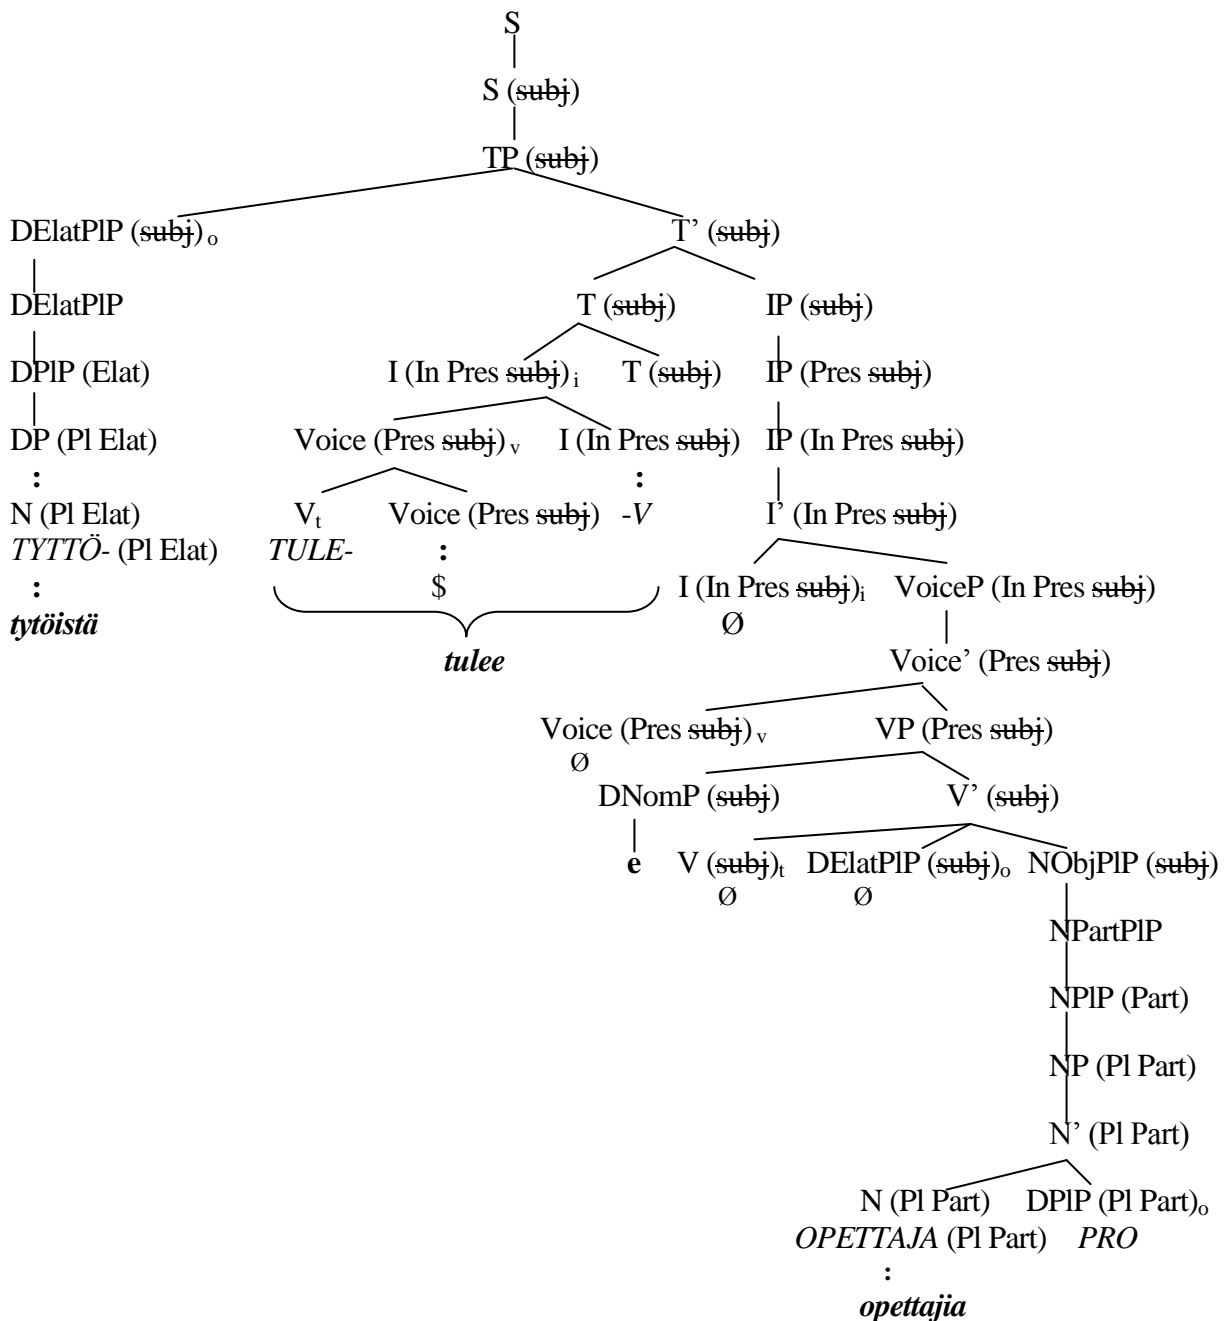 S
S (subj)
TP (subj)
DElatPlP (subj)o T’ (subj)
DElatPlP T (subj) IP (subj)
DPlP (Elat) I (In Pres subj)i T (subj) IP (Pres subj)
DP (Pl Elat) Voice (Pres subj)v I (In Pres subj) IP (In Pres subj)
: :
N (Pl Elat) Vt Voice (Pres subj) -V I’ (In Pres subj)
TYTTÖ- (Pl Elat) TULE- :
: $ I (In Pres subj)i VoiceP (In Pres subj)
tytöistä Ø
tulee Voice’ (Pres subj)
Voice (Pres subj)v VP (Pres subj)
Ø
DNomP (subj) V’ (subj)
e V (subj)t DElatPlP (subj)o NObjPlP (subj)
Ø Ø
NPartPlP
NPlP (Part)
NP (Pl Part)
N’ (Pl Part)
N (Pl Part) DPlP (Pl Part)o
OPETTAJA (Pl Part) PRO
:
opettajia